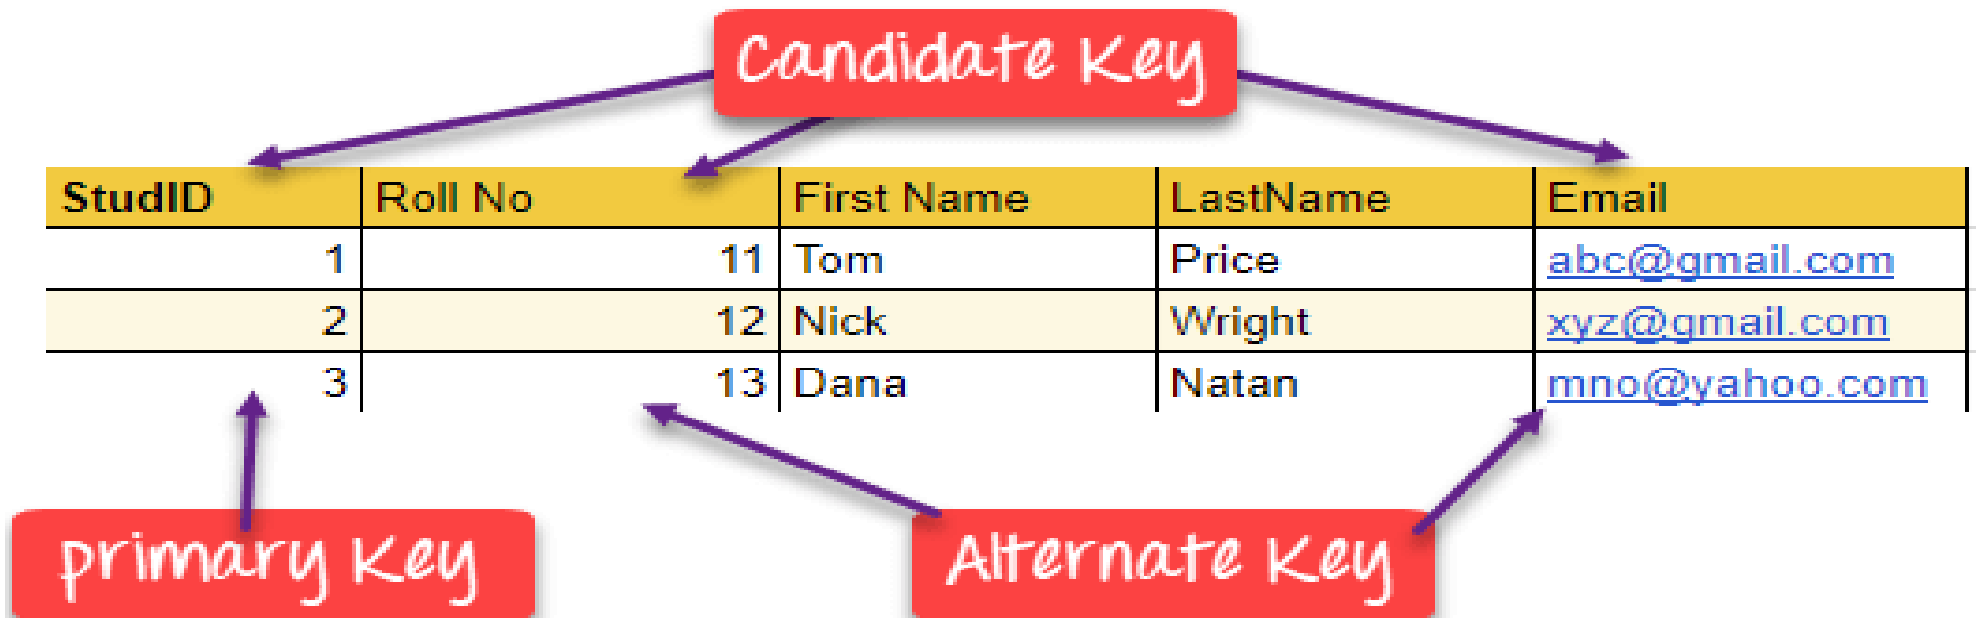 Candidate Key
StudID Roll No First Name LastName Email
1 11 Tom Price abc@gmail.com
2 12 Nick Wright xyz@gmail.com
3 13 Dana Natan mno@yahoo.com
primary Key Alternate Key